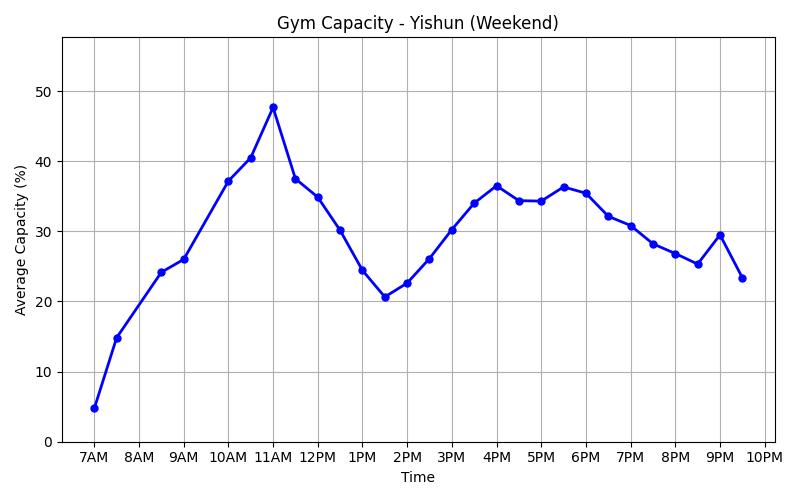 Gym Capacity - Yishun (Weekend)
Average Capacity (%)
50
40
30
20
10
0
7AM 8AM 9AM 10AM 11AM 12PM 1PM 2PM 3PM 4PM 5PM 6PM 7PM 8PM 9PM 10PM
Time